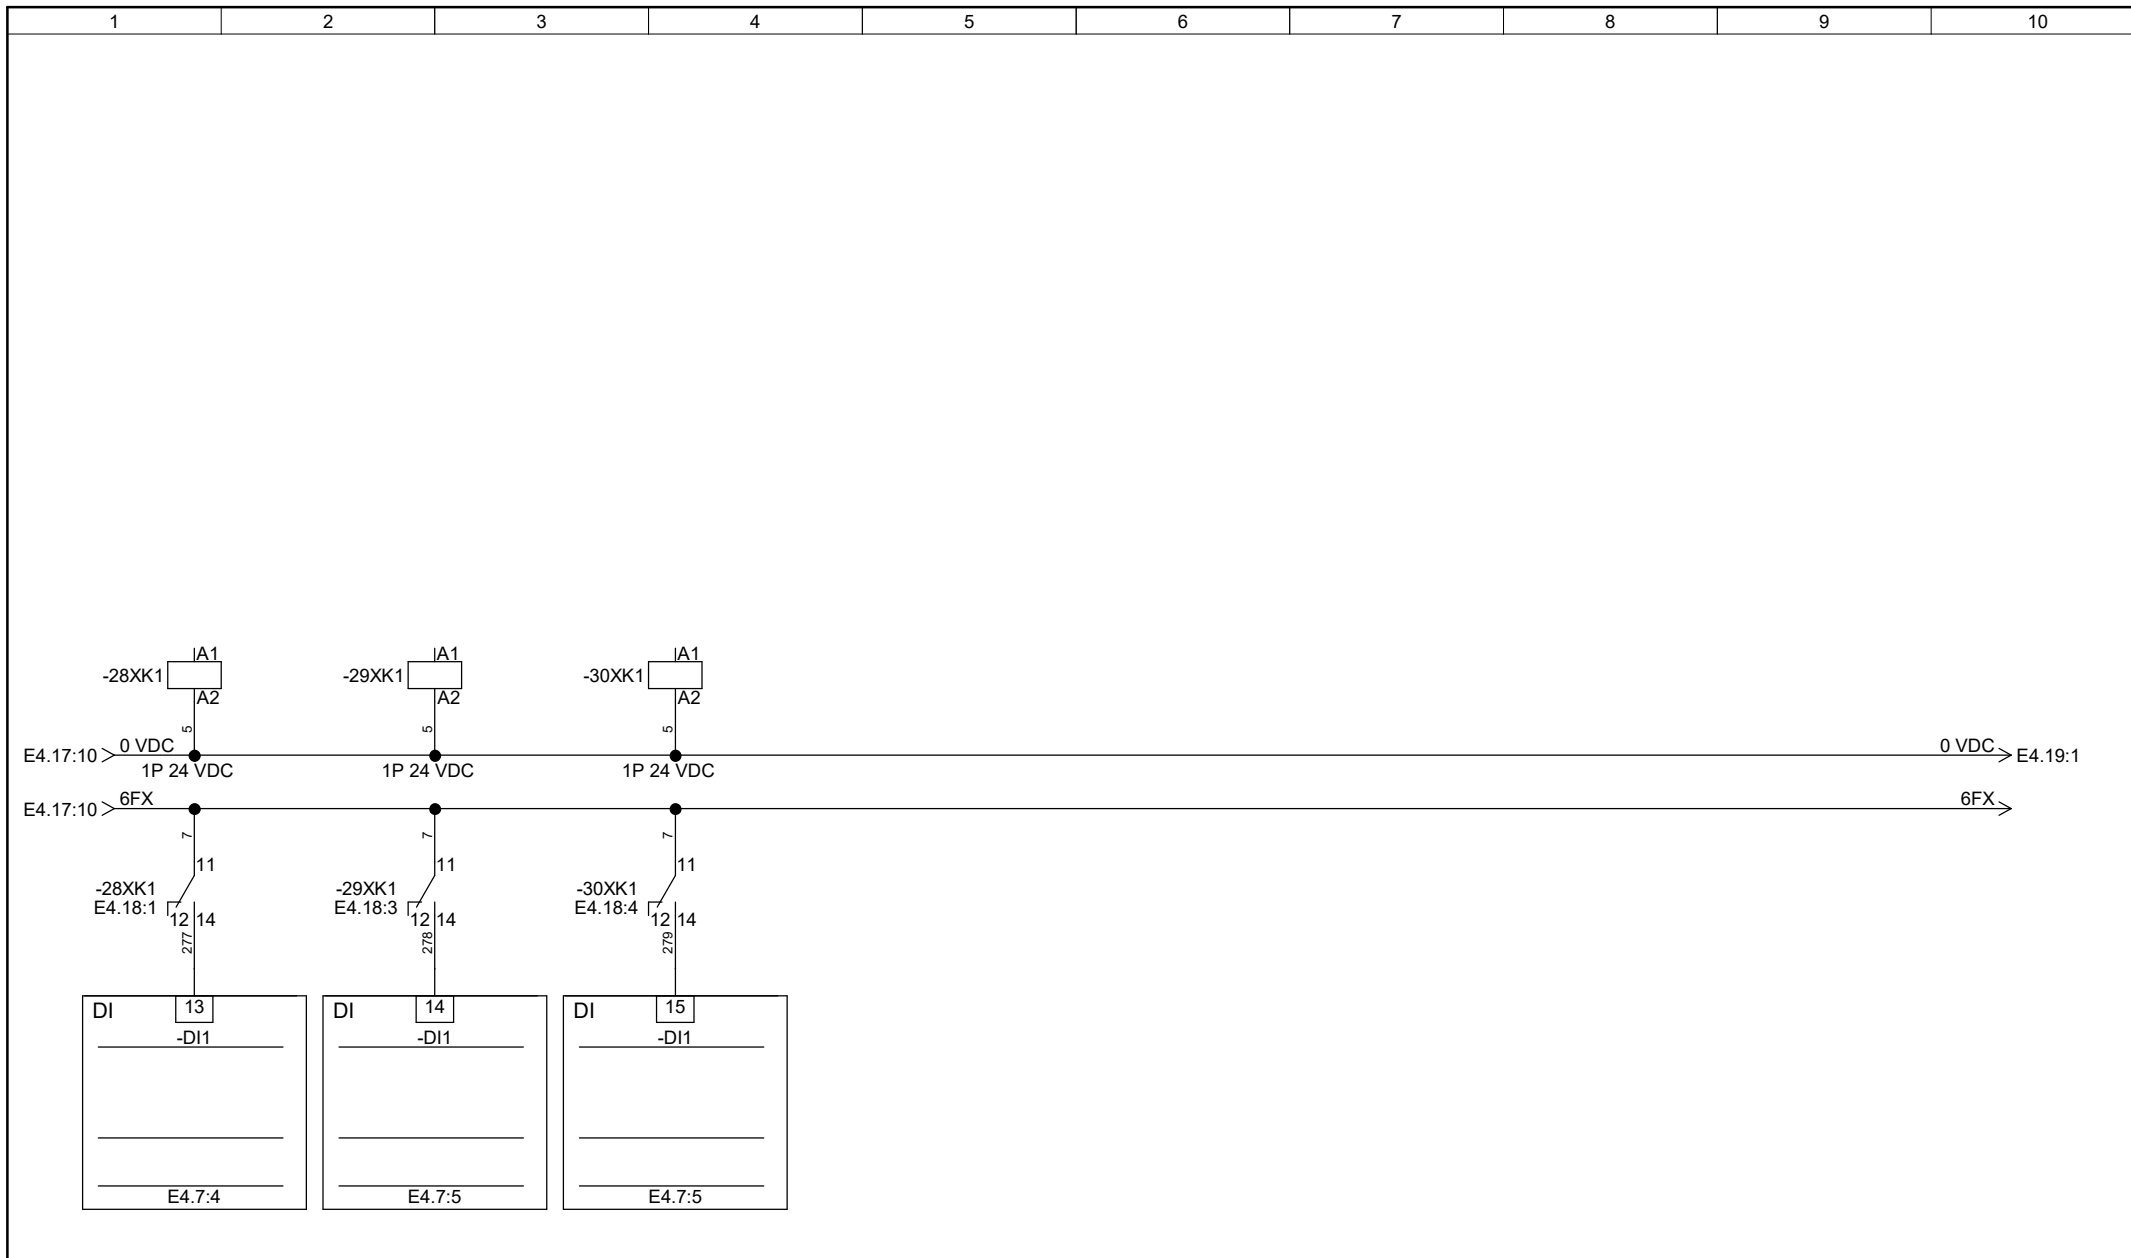 1 2 3 4 5 6 7 8 9 10
A1 A1 A1
-28XK1 -29XK1 -30XK1
A2 A2 A2
5 5 5
E4.17:10 0 VDC 0 VDC E4.19:1
1P 24 VDC 1P 24 VDC 1P 24 VDC
E4.17:10 6FX 6FX
7 7 7
11 11 11
-28XK1 -29XK1 -30XK1
E4.18:1 E4.18:3 E4.18:4
12 14 12 14 12 14
277 278 279
DI 13 DI 14 DI 15
-DI1 -DI1 -DI1
E4.7:4 E4.7:5 E4.7:5